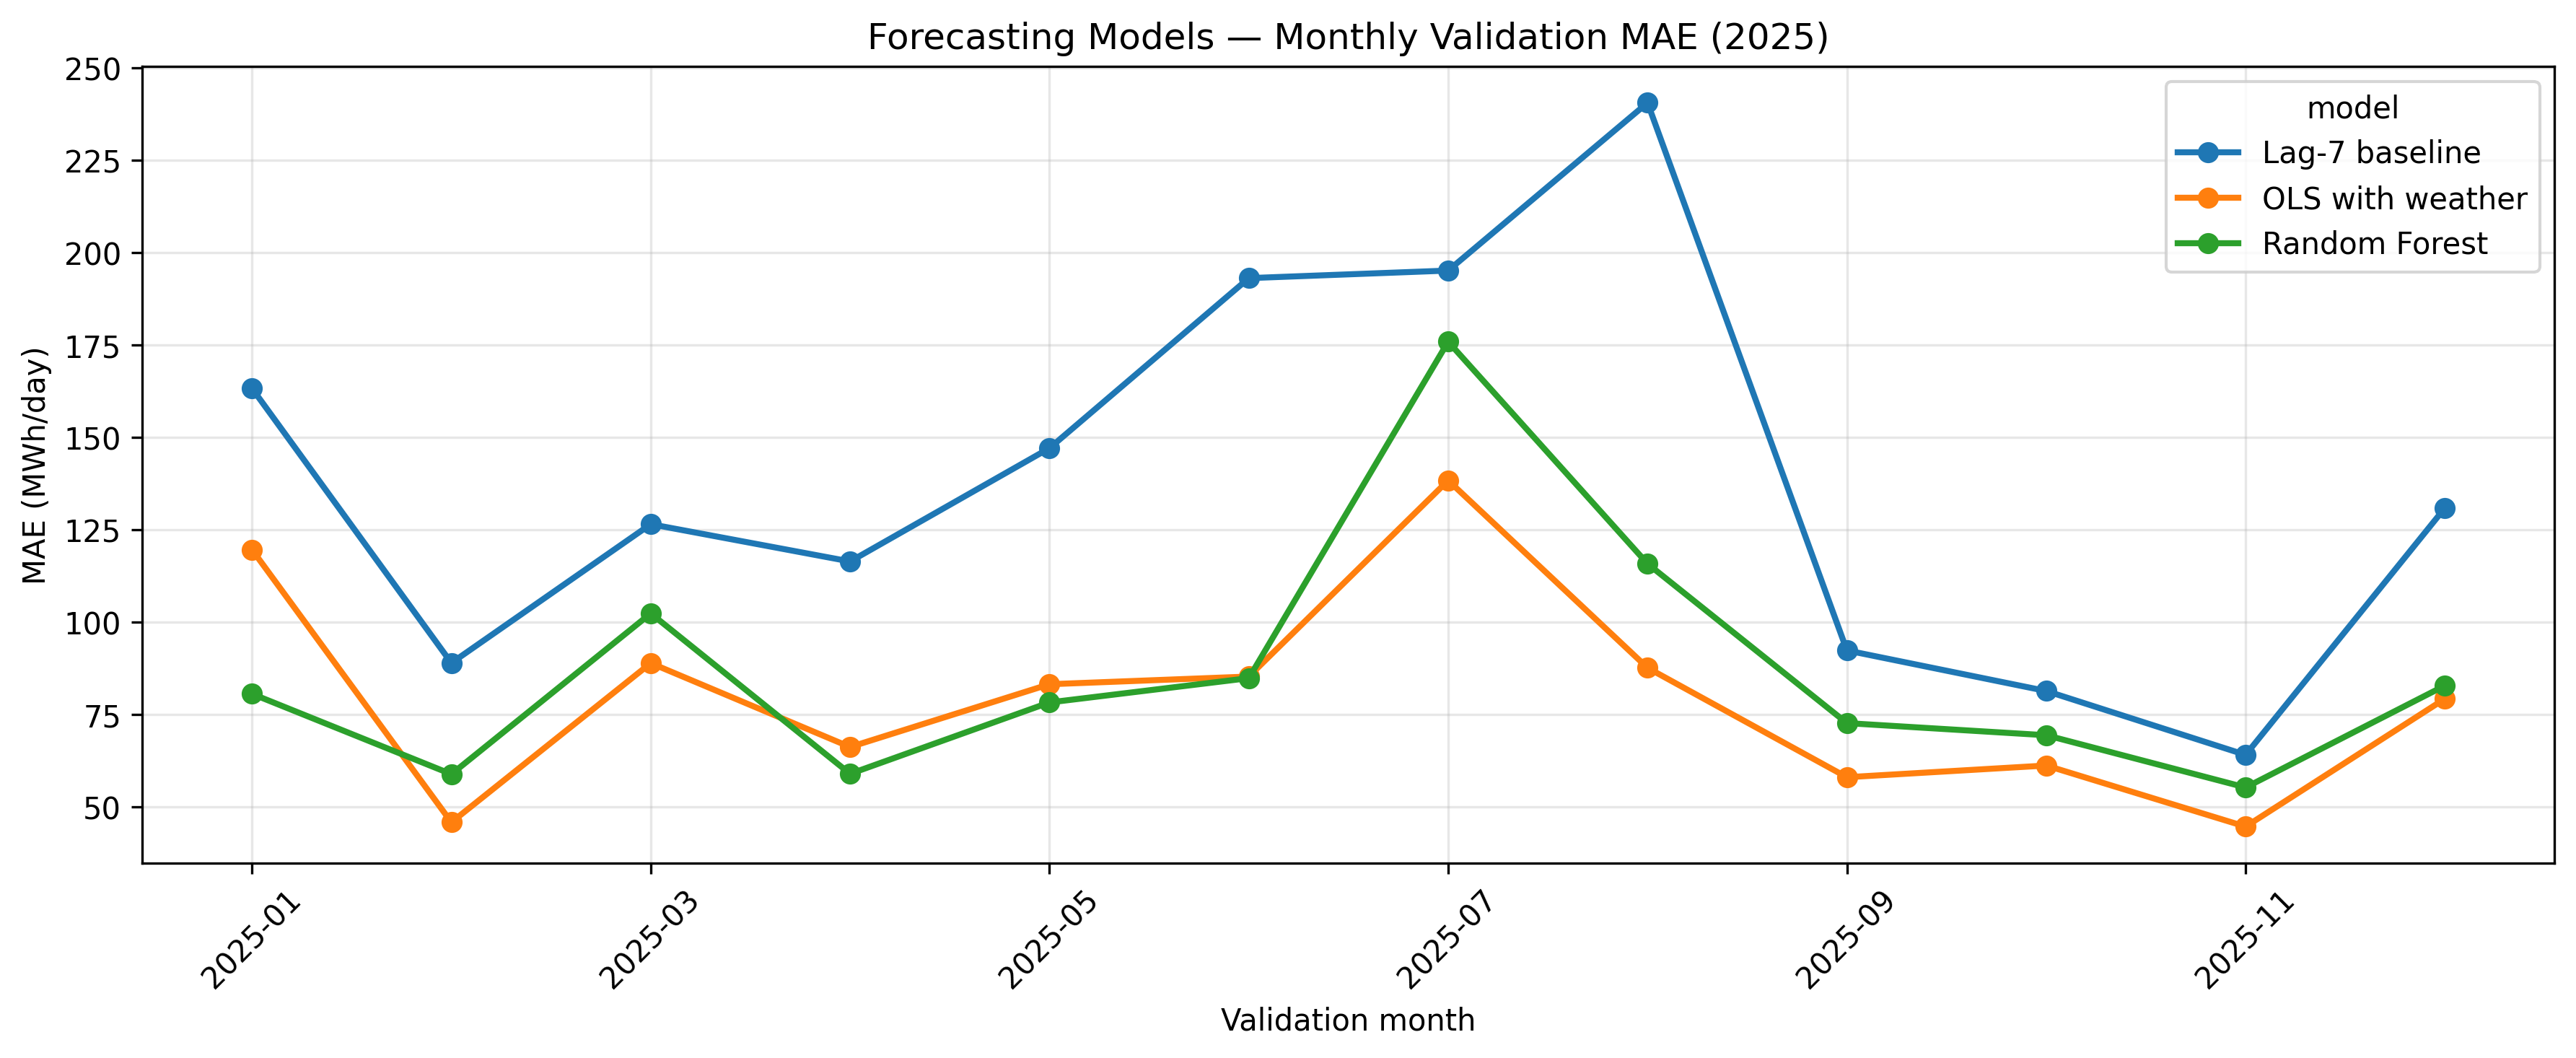 Forecasting Models — Monthly Validation MAE (2025)
250
225
200
175
150
125
100
75
50
MAE (MWh/day)
model
Lag-7 baseline
OLS with weather
Random Forest
2025-01
2025-03
2025-05
2025-07
2025-09
2025-11
Validation month